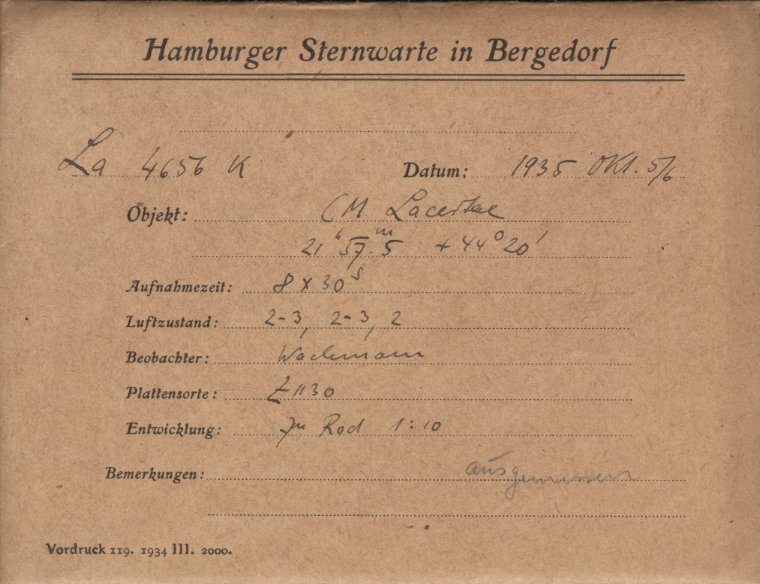 Hamburger Sternwarte in Bergedorf
La 4656 K Datum: 1935 Okt. 5/6
Objekt: CM Lacertae
21ʰ 57ᵐ.5 +44° 20'
Aufnahmezeit: 8 x 30ˢ
Luftzustand: 2-3, 2-3, 2
Beobachter: Wachmann
Plattensorte: Z 1130
Entwicklung: Rod 1:10
Bemerkungen: ausgemessen
Vordruck 119. 1934 III. 2000.